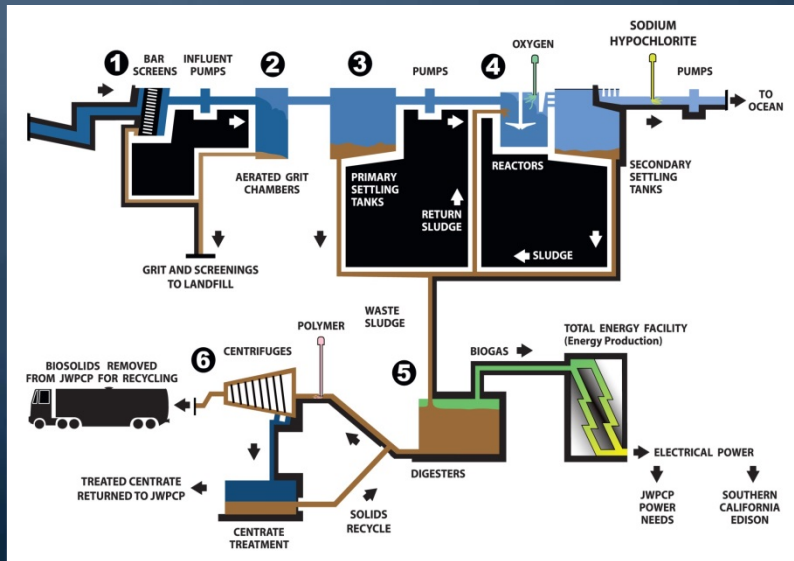 1
BAR
SCREENS
INFLUENT
PUMPS
2
3
PUMPS
4
OXYGEN
SODIUM
HYPOCHLORITE
PUMPS
TO
OCEAN
AERATED GRIT
CHAMBERS
PRIMARY
SETTLING
TANKS
RETURN
SLUDGE
REACTORS
SECONDARY
SETTLING
TANKS
SLUDGE
GRIT AND SCREENINGS
TO LANDFILL
WASTE
SLUDGE
POLYMER
BIOGAS
TOTAL ENERGY FACILITY
(Energy Production)
6
CENTRIFUGES
5
BIOSOLIDS REMOVED
FROM JWPCP FOR RECYCLING
DIGESTERS
ELECTRICAL POWER
TREATED CENTRATE
RETURNED TO JWPCP
SOLIDS
RECYCLE
CENTRATE
TREATMENT
JWPCP
POWER
NEEDS
SOUTHERN
CALIFORNIA
EDISON